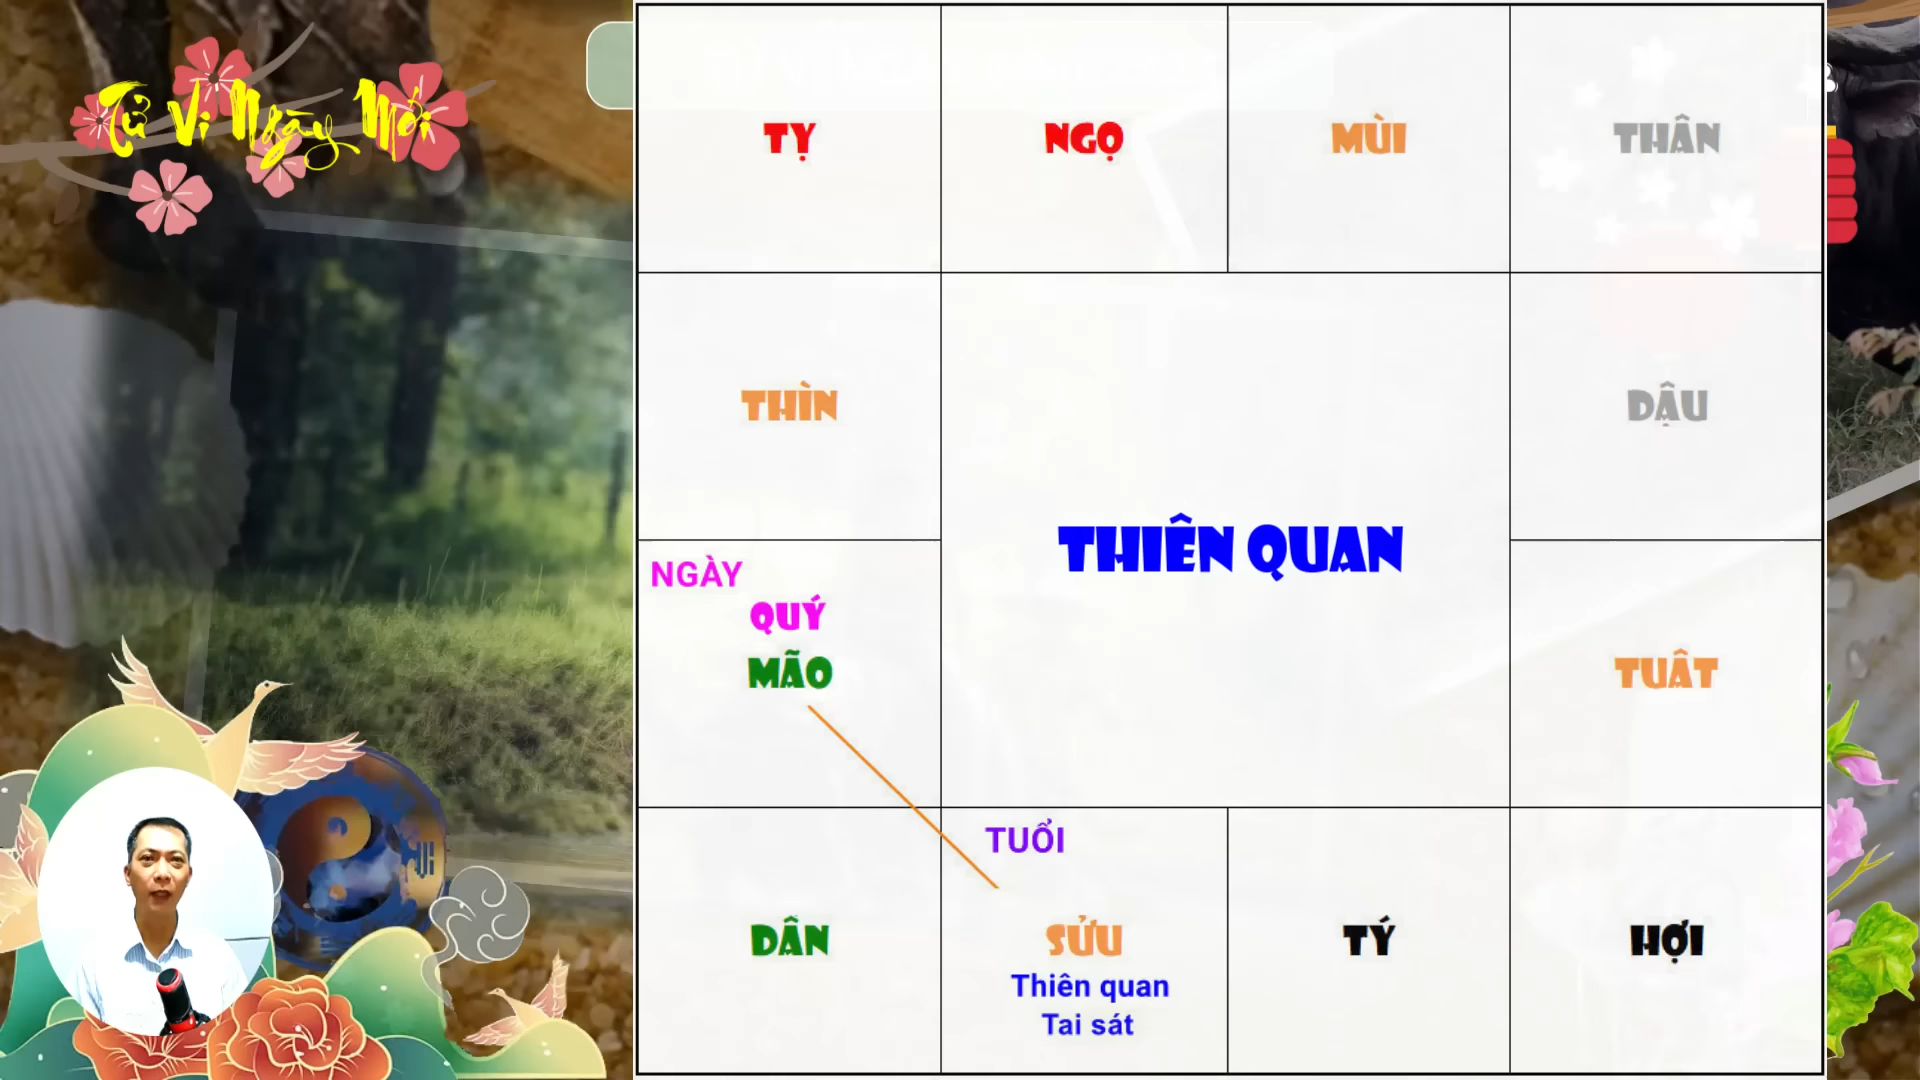 Tử Vi Ngày Mới
TỴ
NGỌ
MÙI
THÂN
THÌN
DẬU
THIÊN QUAN
NGÀY
QUÝ
MÃO
TUẤT
TUỔI
DẦN
SỬU
TÝ
HỢI
Thiên quan
Tai sát